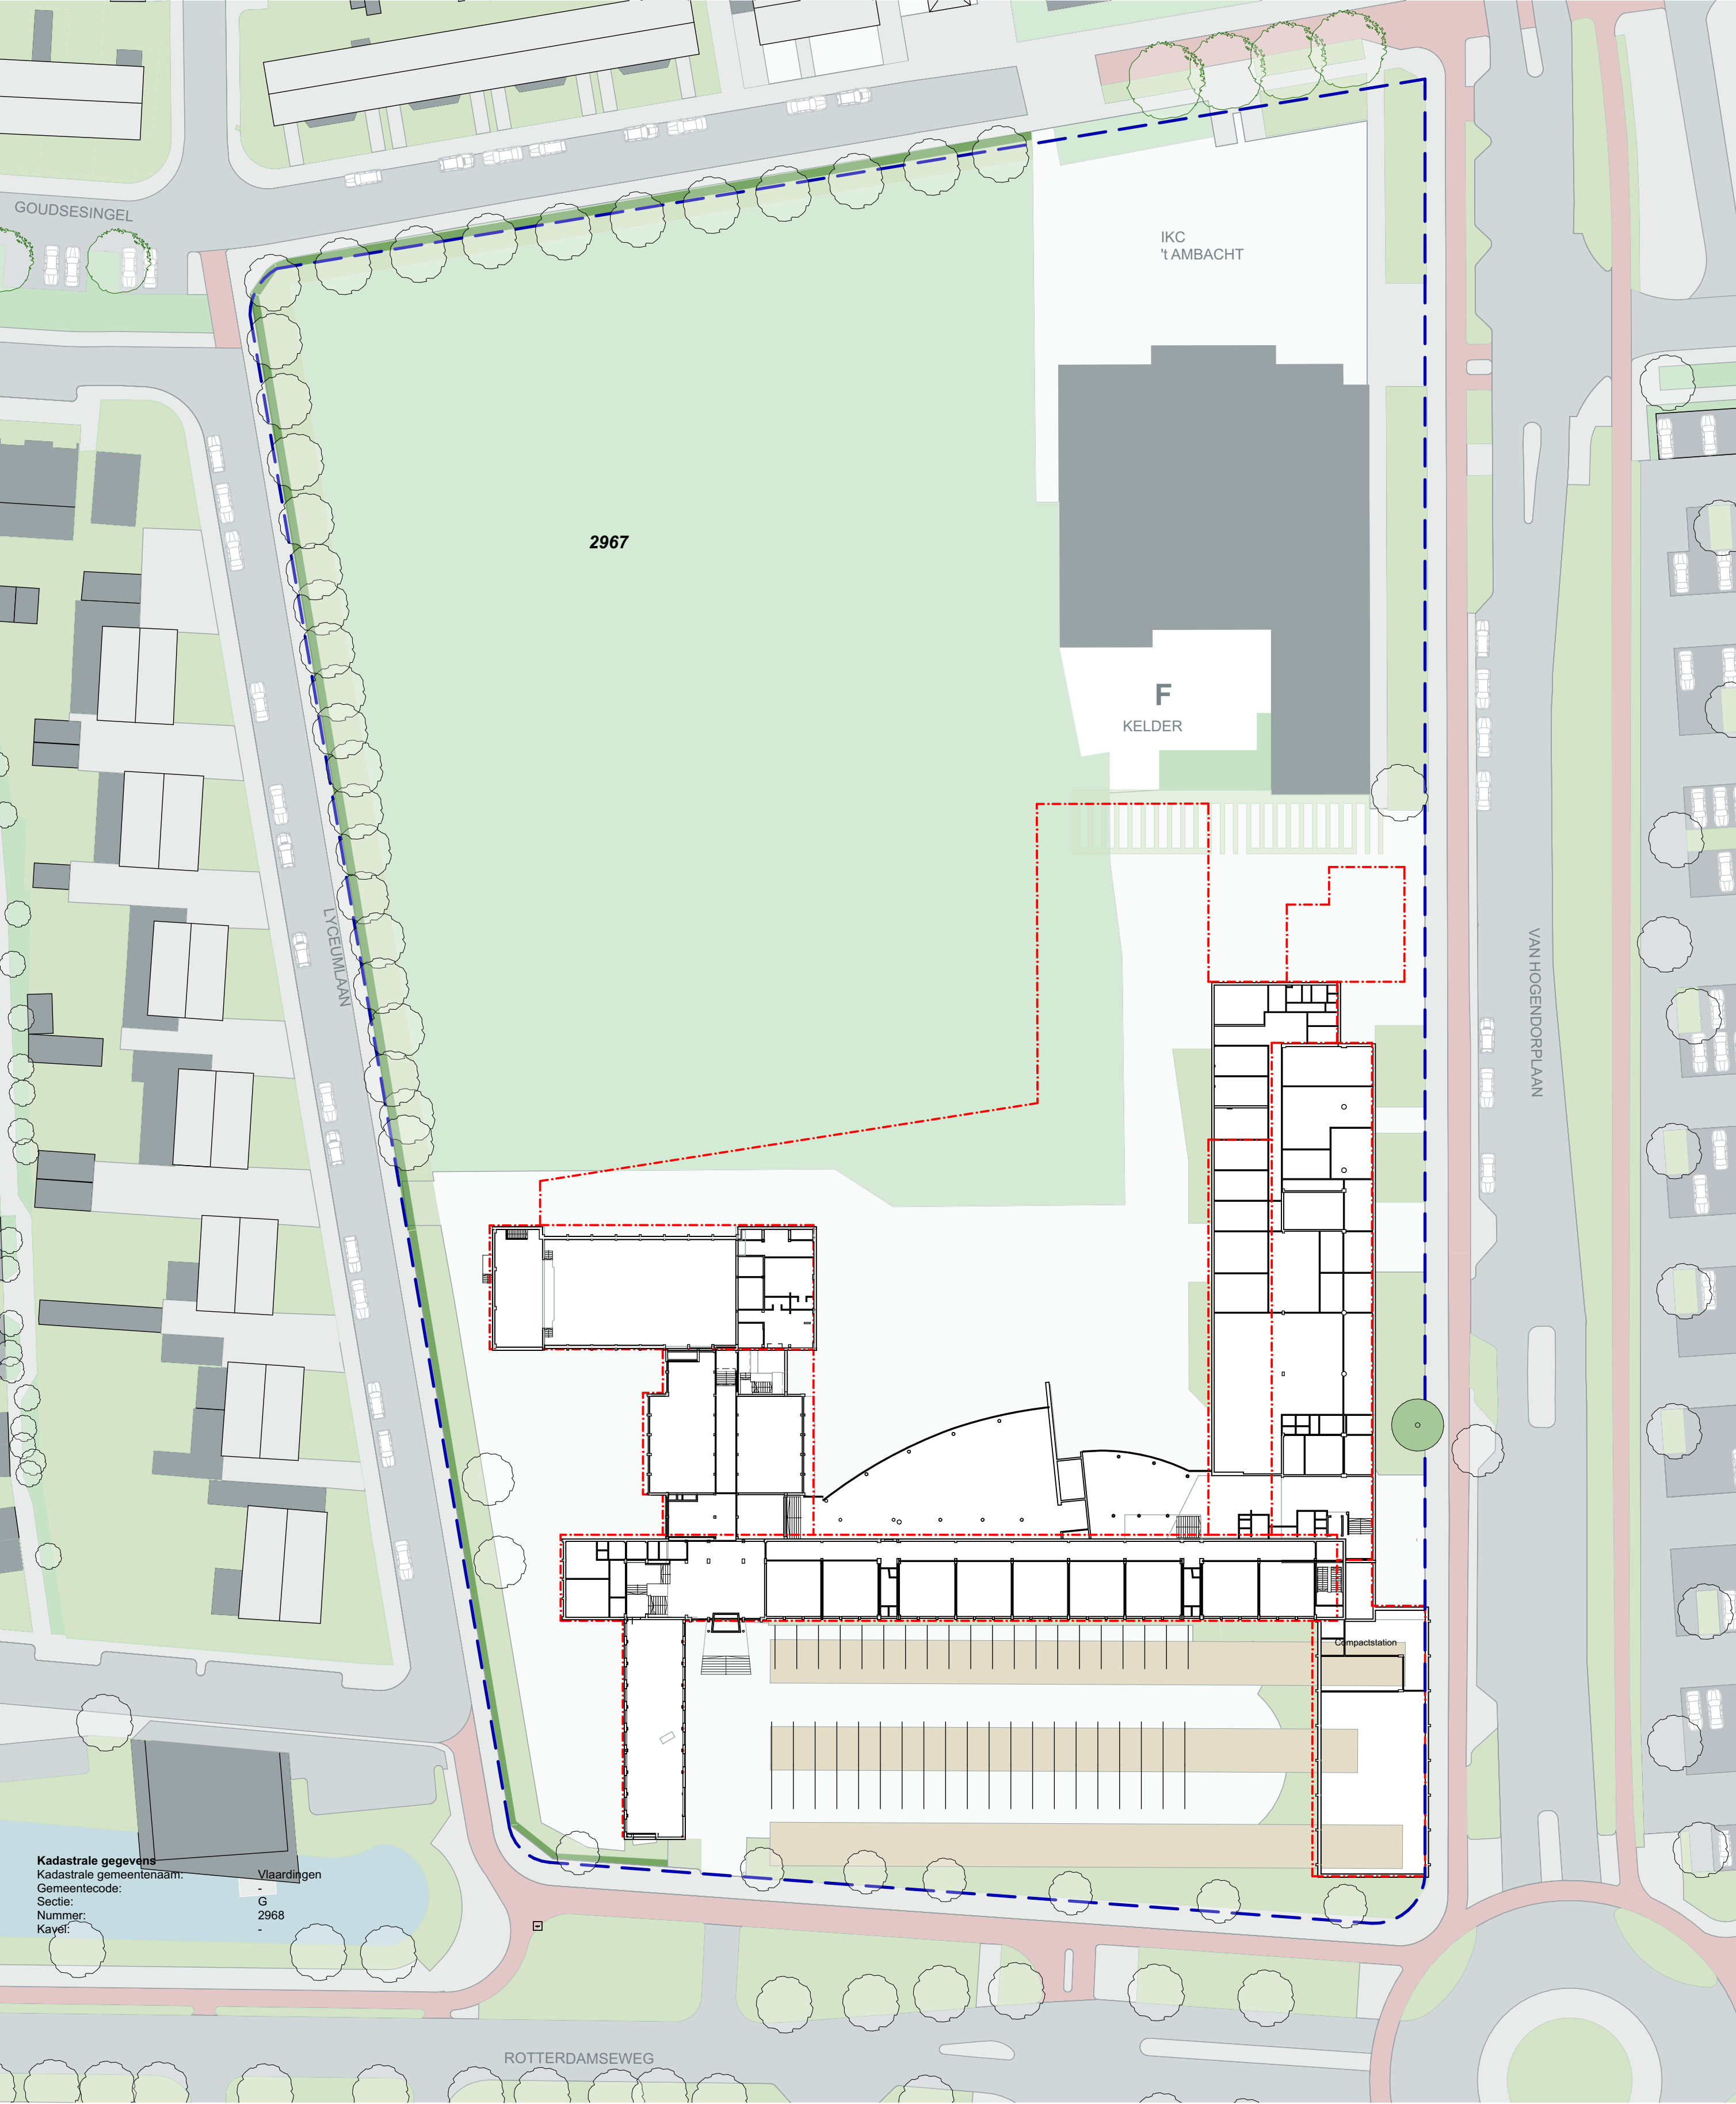 GOUDSESINGEL
IKC
't AMBACHT
2967
F
KELDER
LYCEUMLAAN
VAN HOGENDORPLAAN
Compactstation
Kadastrale gegevens
Kadastrale gemeentenaam: Vlaardingen
Gemeentecode: -
Sectie: G
Nummer: 2968
Kavel: -
ROTTERDAMSEWEG